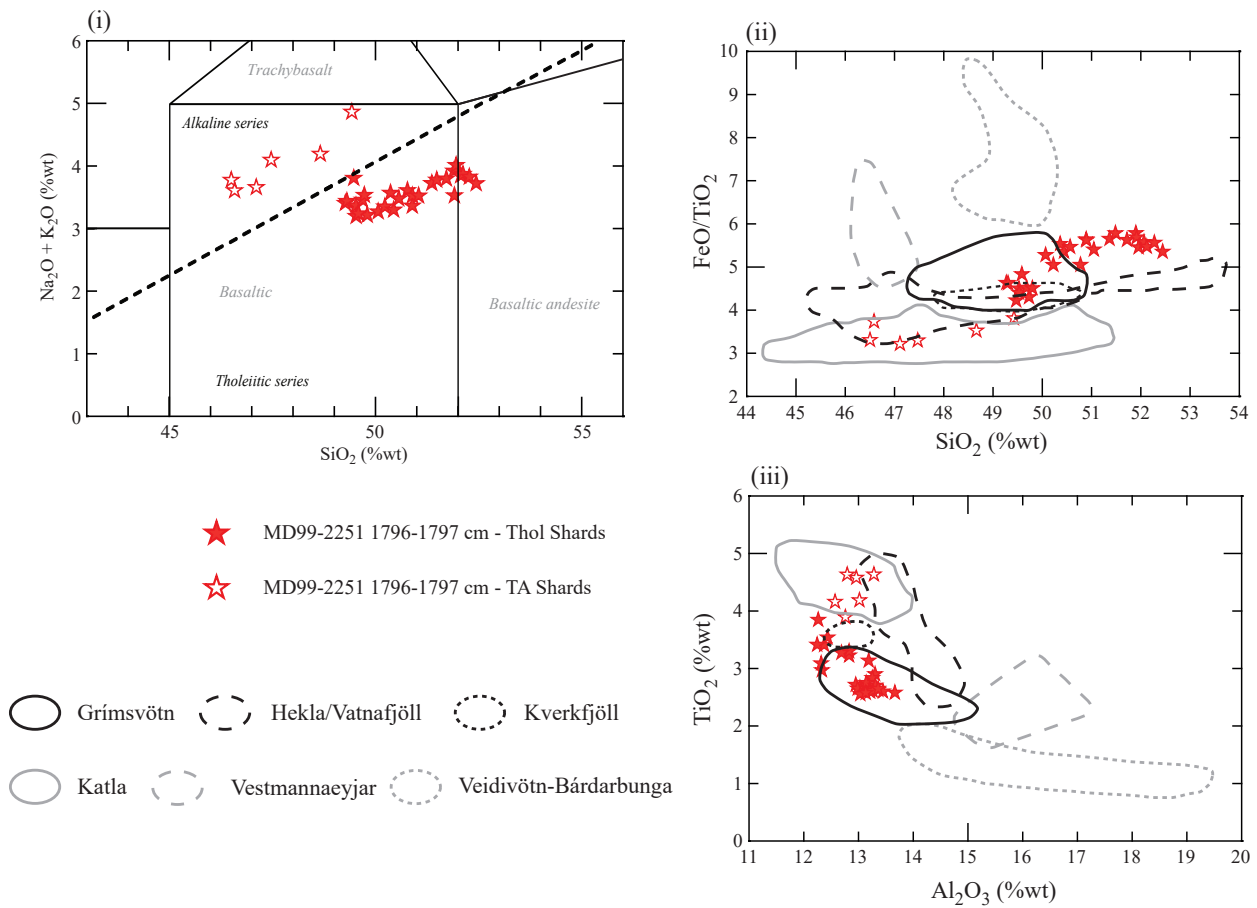 (i)
6
5
4
3
2
1
0
Na₂O + K₂O (%wt)
Trachybasalt
Alkaline series
Basaltic
Basaltic andesite
Tholeiitic series
45
50
55
SiO₂ (%wt)
(ii)
10
9
8
7
6
5
4
3
2
FeO/TiO₂
44
45
46
47
48
49
50
51
52
53
54
SiO₂ (%wt)
MD99-2251 1796-1797 cm - Thol Shards
MD99-2251 1796-1797 cm - TA Shards
Grímsvötn
Hekla/Vatnafjöll
Kverkfjöll
Katla
Vestmannaeyjar
Veidivötn-Bárdarbunga
(iii)
6
5
4
3
2
1
0
TiO₂ (%wt)
11
12
13
14
15
16
17
18
19
20
Al₂O₃ (%wt)